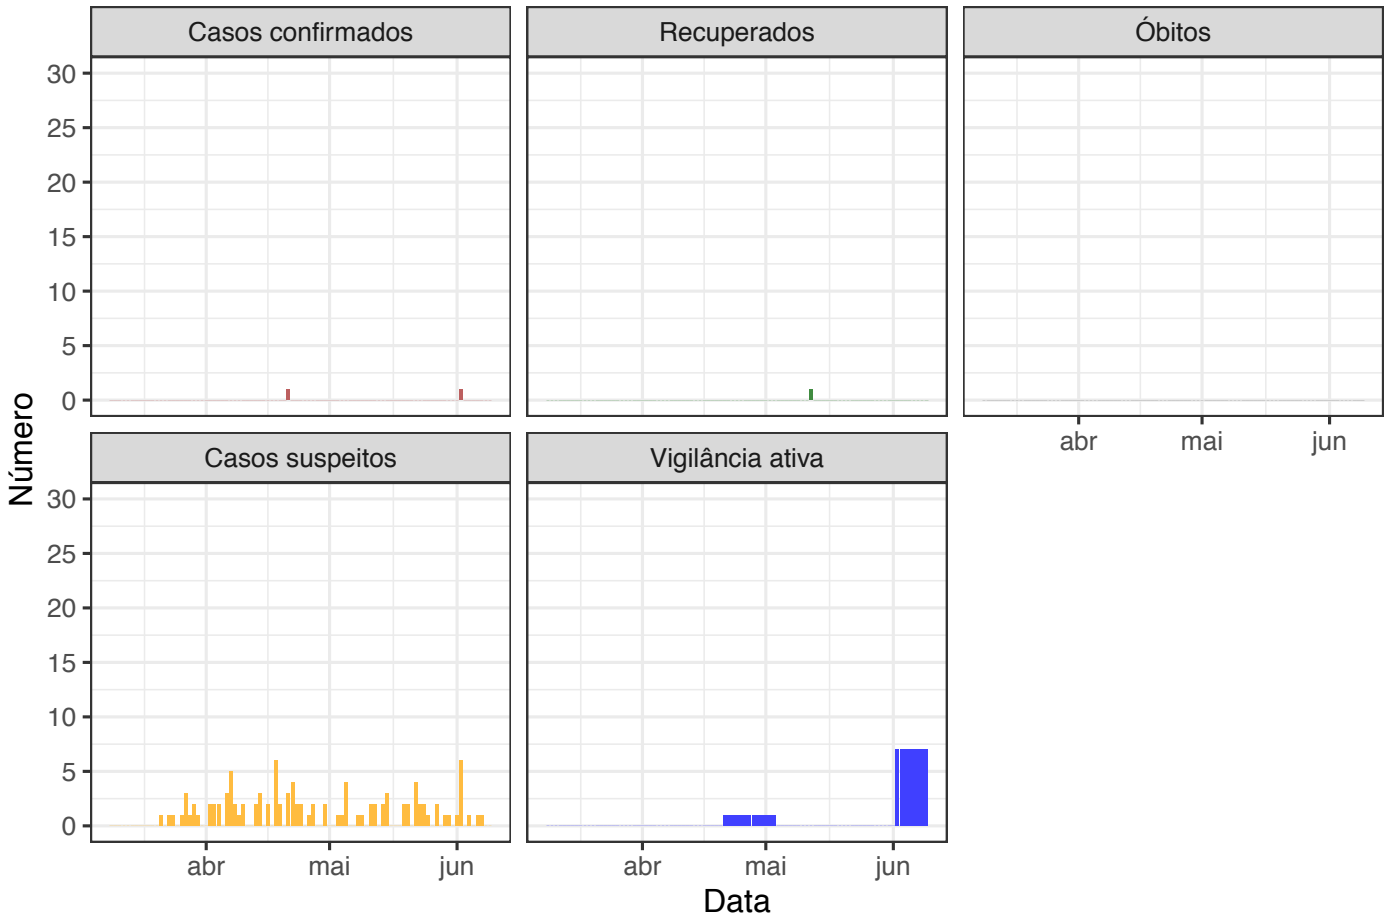 Casos confirmados
Recuperados
Óbitos
30
25
20
15
10
5
0
abr mai jun
Casos suspeitos
Vigilância ativa
30
25
20
15
10
5
0
abr mai jun
abr mai jun
Número
Data